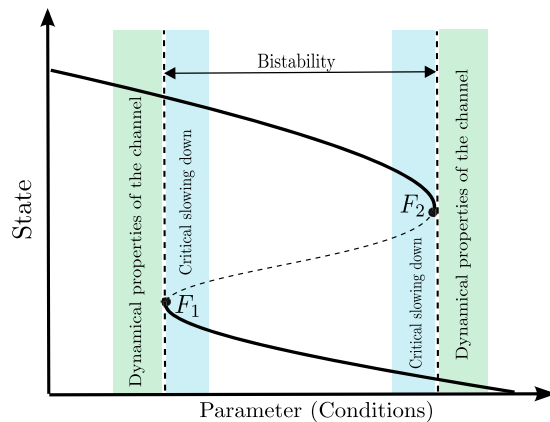 Bistability
Dynamical properties of the channel
Critical slowing down
Critical slowing down
Dynamical properties of the channel
State
F2
F1
Parameter (Conditions)